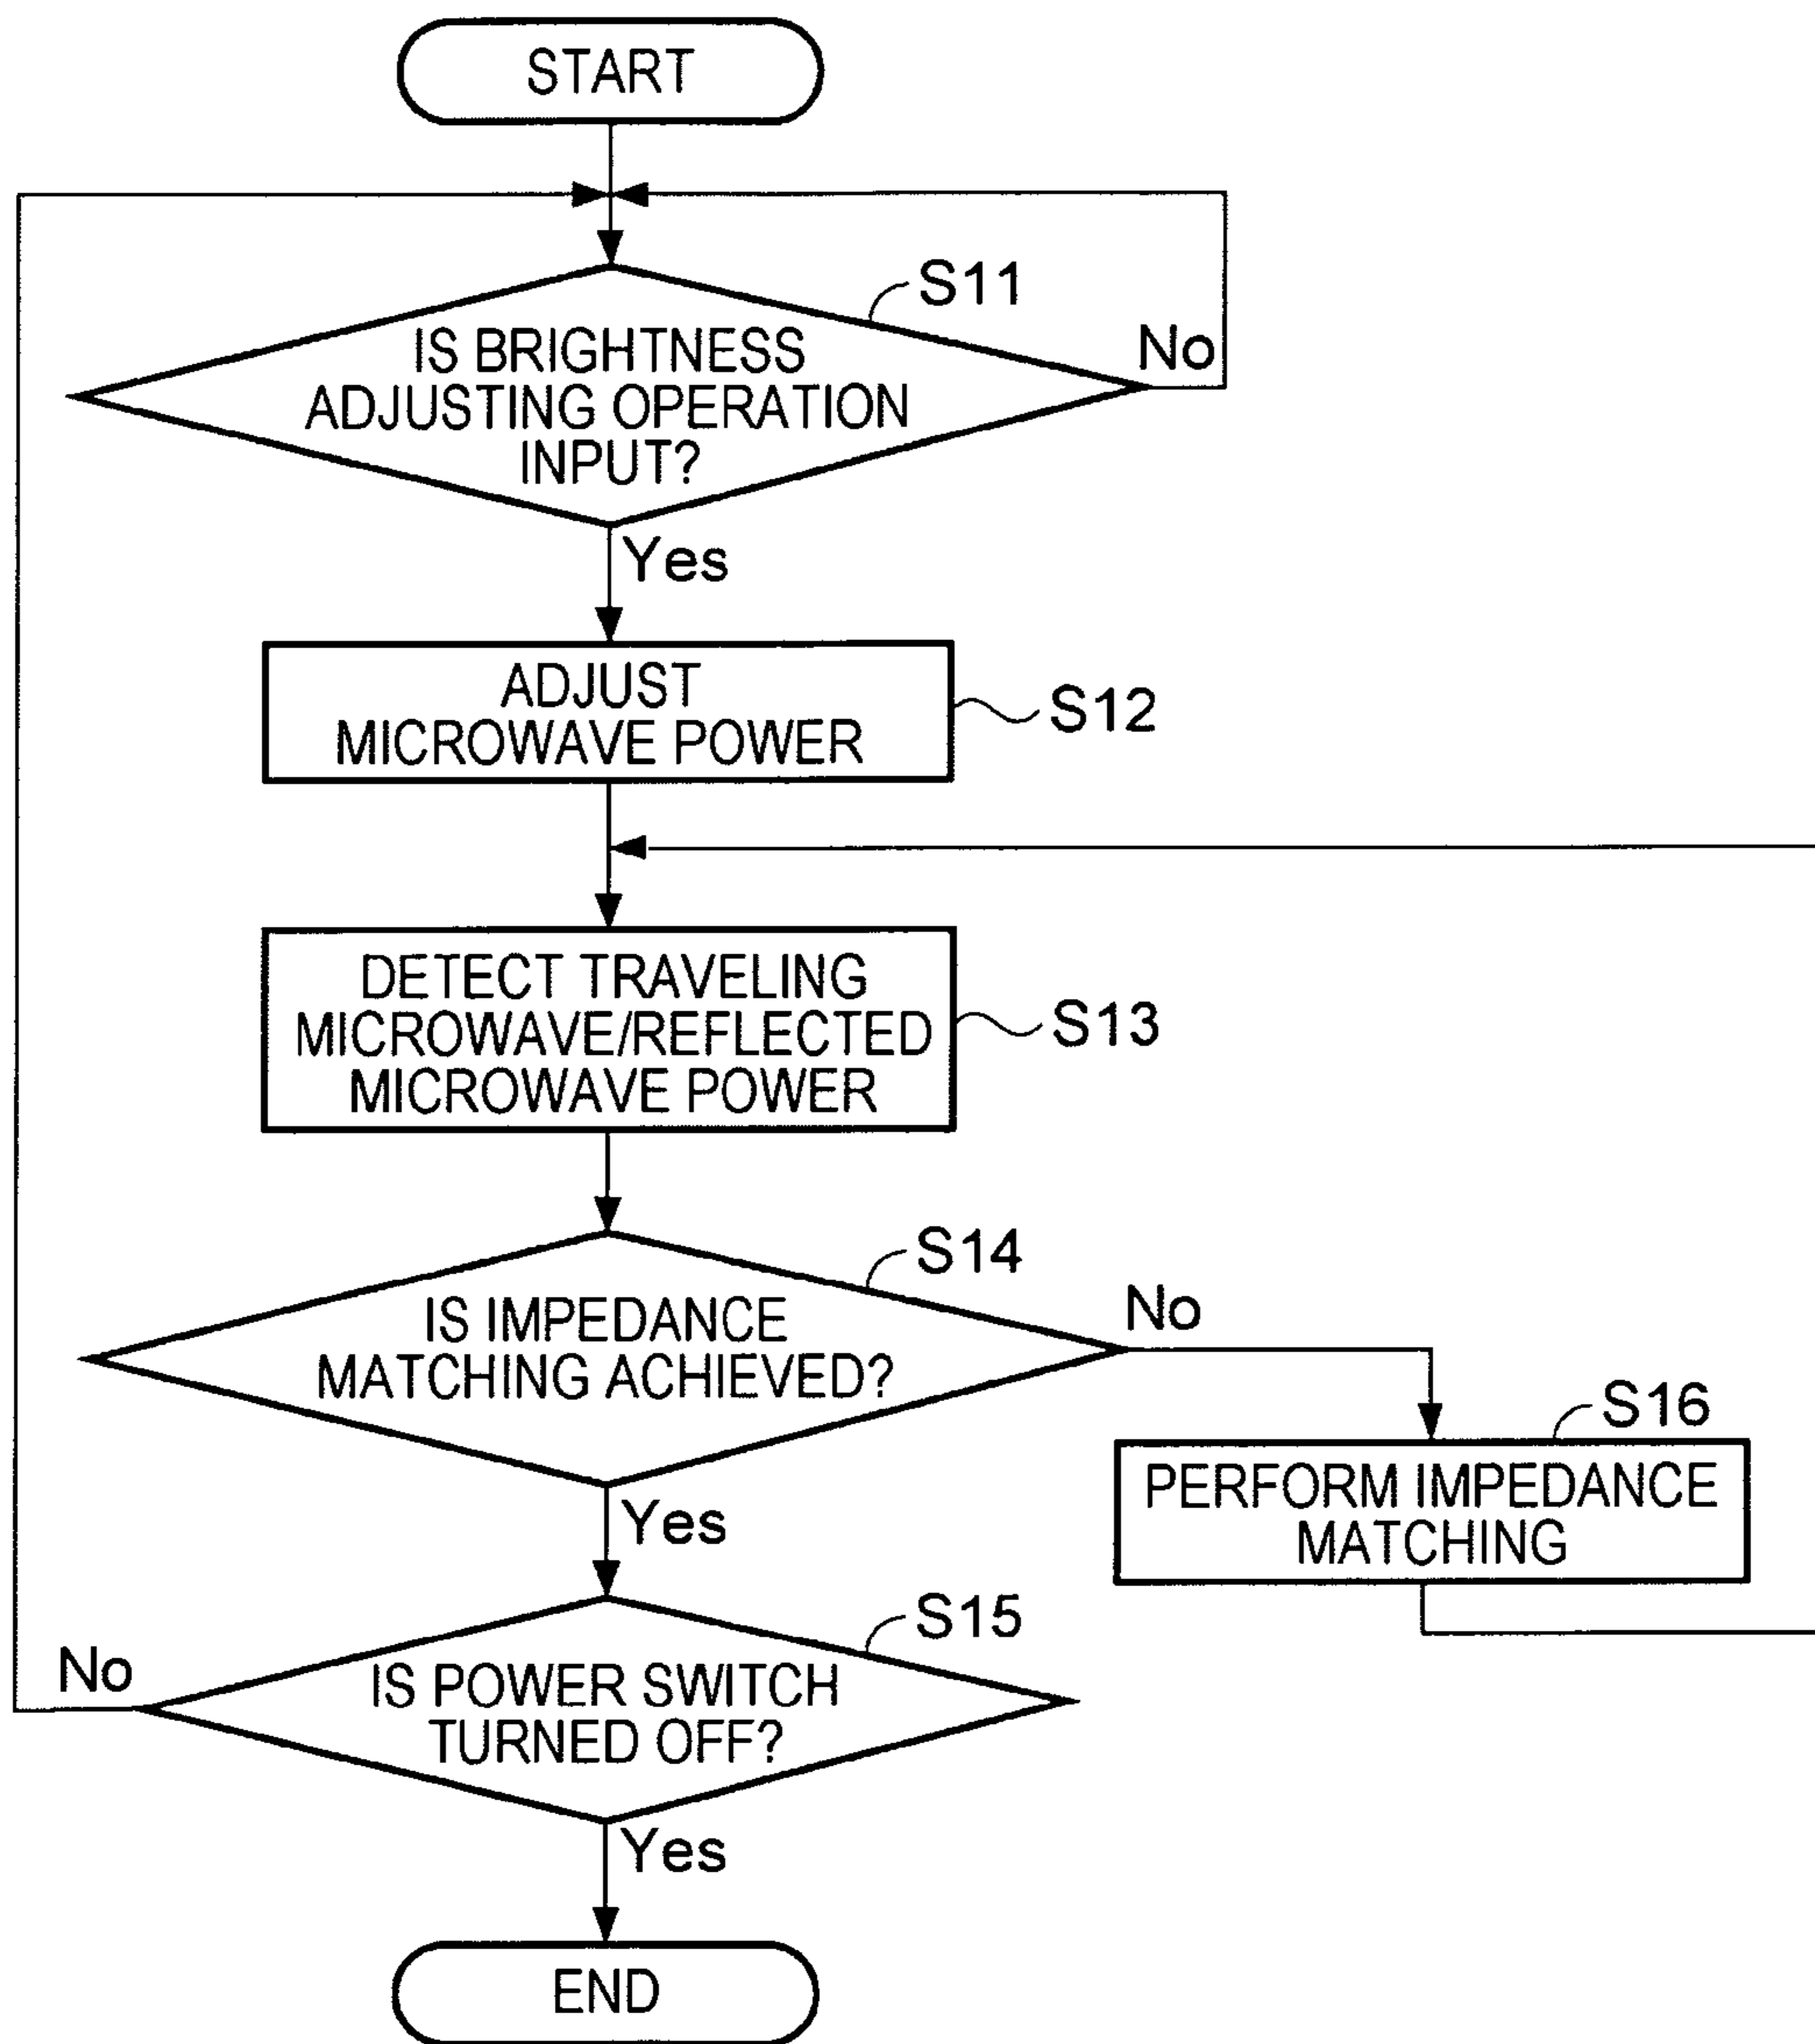 START
S11
IS BRIGHTNESS
ADJUSTING OPERATION
INPUT?
No
Yes
ADJUST
MICROWAVE POWER
S12
DETECT TRAVELING
MICROWAVE/REFLECTED
MICROWAVE POWER
S13
S14
IS IMPEDANCE
MATCHING ACHIEVED?
No
S16
PERFORM IMPEDANCE
MATCHING
Yes
S15
IS POWER SWITCH
TURNED OFF?
No
Yes
END